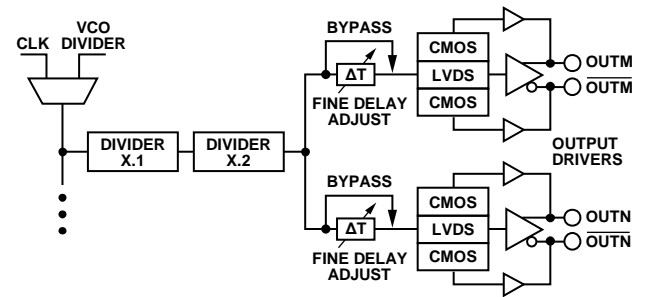 CLK
VCO
DIVIDER
DIVIDER
X.1
DIVIDER
X.2
BYPASS
ΔT
FINE DELAY
ADJUST
CMOS
LVDS
CMOS
OUTM
OUTM
OUTPUT
DRIVERS
BYPASS
ΔT
FINE DELAY
ADJUST
CMOS
LVDS
CMOS
OUTN
OUTN